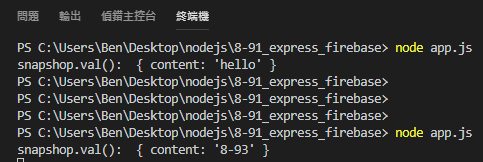 問題 輸出 偵錯主控台 終端機
PS C:\Users\Ben\Desktop\nodejs\8-91_express_firebase> node app.js
snapshop.val():  { content: 'hello' }
PS C:\Users\Ben\Desktop\nodejs\8-91_express_firebase>
PS C:\Users\Ben\Desktop\nodejs\8-91_express_firebase>
PS C:\Users\Ben\Desktop\nodejs\8-91_express_firebase>
PS C:\Users\Ben\Desktop\nodejs\8-91_express_firebase> node app.js
snapshop.val():  { content: '8-93' }